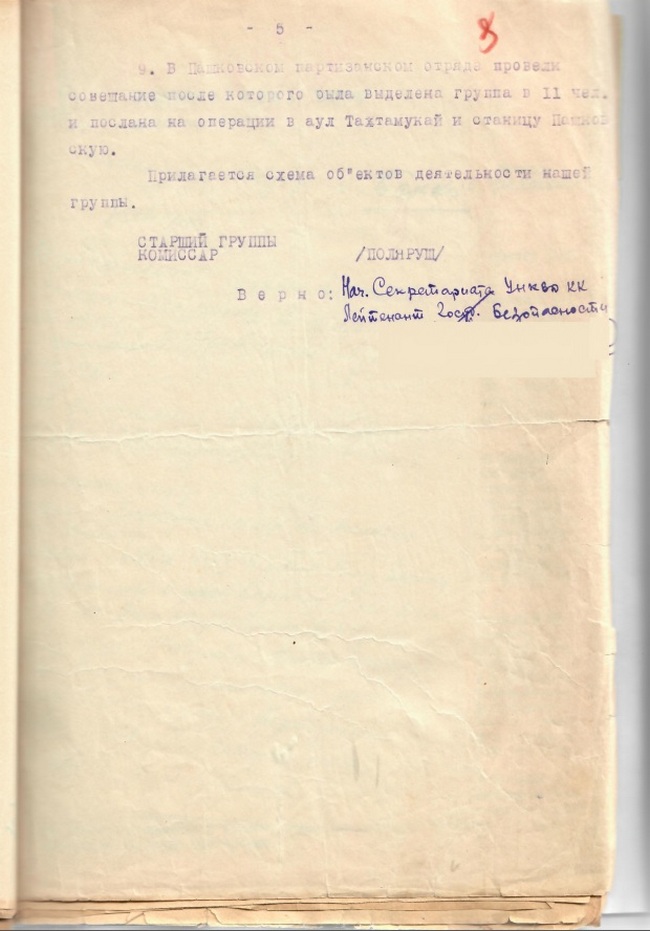 - 5 -
9. В Пашковском партизанском отряде провели
совещание после которого была выделена группа в 11 чел.
и послана на операции в аул Тахтамукай и станицу Пашков
скую.
Прилагается схема об"ектов деятельности нашей
группы.
СТАРШИЙ ГРУППЫ
КОМИССАР /ПОЛЯРУШ/
В е р н о: Нач. Секретариата Унквд КК
Лейтенант Гос. Безопасности